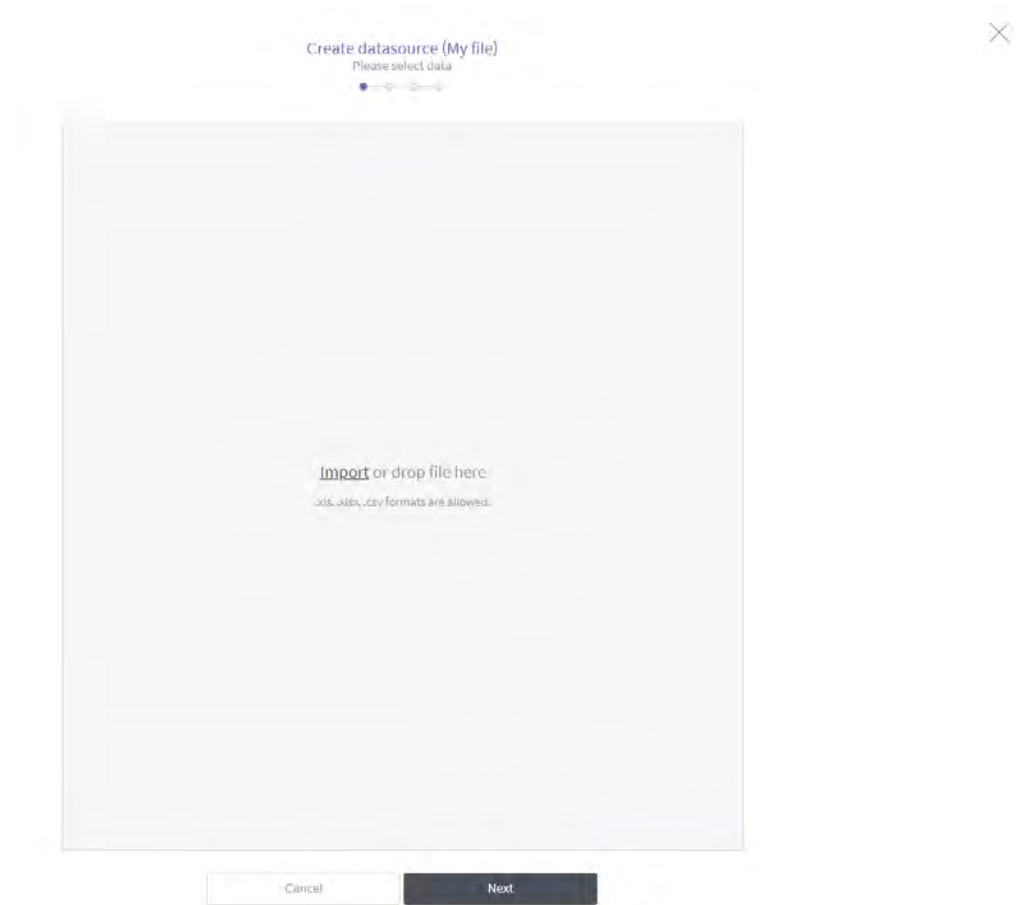 Create datasource (My file)
Please select data
Import or drop file here
.xls, .xlsx, .csv formats are allowed.
Cancel
Next